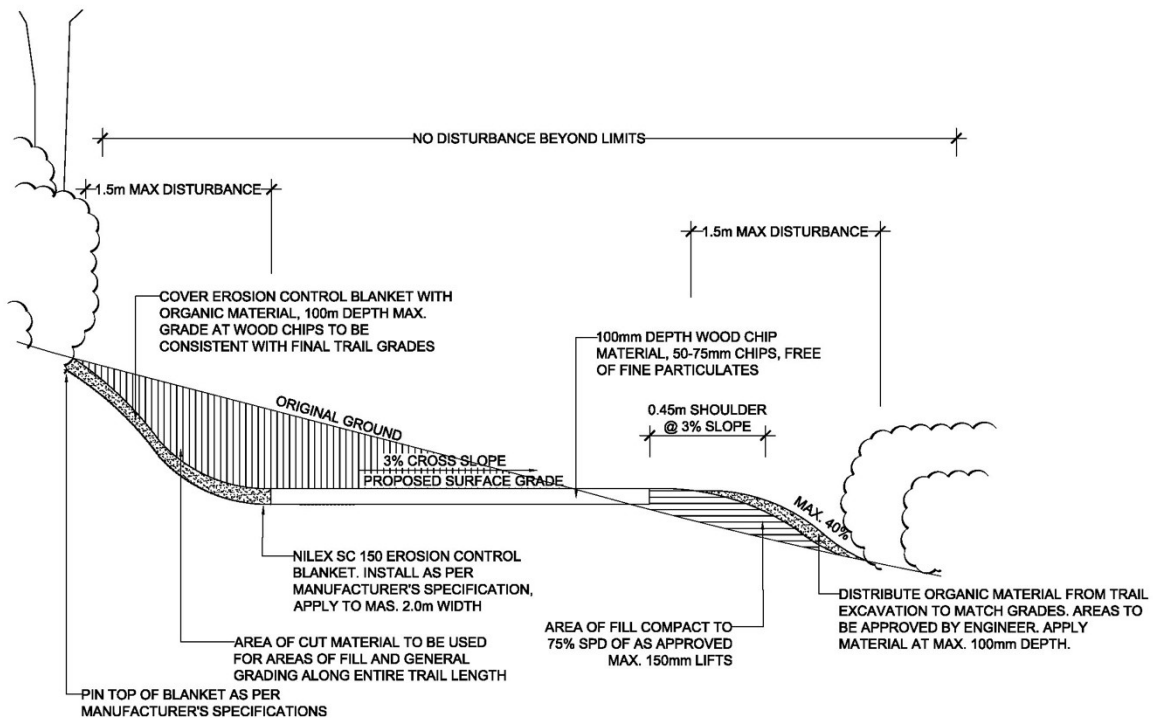 NO DISTURBANCE BEYOND LIMITS
1.5m MAX DISTURBANCE
1.5m MAX DISTURBANCE
COVER EROSION CONTROL BLANKET WITH
ORGANIC MATERIAL, 100m DEPTH MAX.
GRADE AT WOOD CHIPS TO BE
CONSISTENT WITH FINAL TRAIL GRADES
100mm DEPTH WOOD CHIP
MATERIAL, 50-75mm CHIPS, FREE
OF FINE PARTICULATES
ORIGINAL GROUND
0.45m SHOULDER
@ 3% SLOPE
3% CROSS SLOPE
PROPOSED SURFACE GRADE
MAX. 40%
NILEX SC 150 EROSION CONTROL
BLANKET. INSTALL AS PER
MANUFACTURER'S SPECIFICATION,
APPLY TO MAS. 2.0m WIDTH
DISTRIBUTE ORGANIC MATERIAL FROM TRAIL
EXCAVATION TO MATCH GRADES. AREAS TO
BE APPROVED BY ENGINEER. APPLY
MATERIAL AT MAX. 100mm DEPTH.
AREA OF FILL COMPACT TO
75% SPD OF AS APPROVED
MAX. 150mm LIFTS
AREA OF CUT MATERIAL TO BE USED
FOR AREAS OF FILL AND GENERAL
GRADING ALONG ENTIRE TRAIL LENGTH
PIN TOP OF BLANKET AS PER
MANUFACTURER'S SPECIFICATIONS